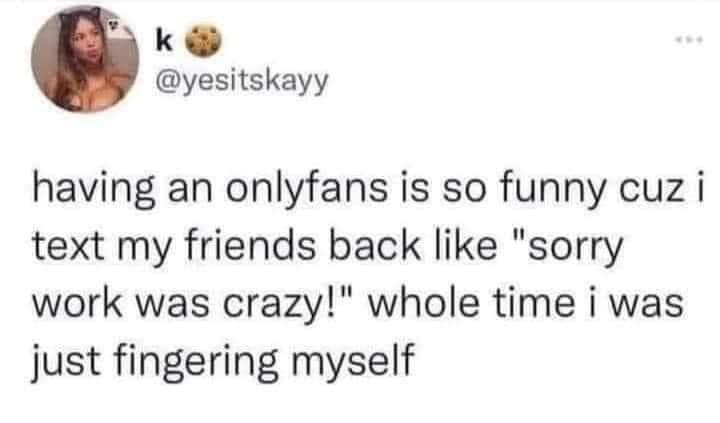 k 🍪
@yesitskayy
having an onlyfans is so funny cuz i
text my friends back like "sorry
work was crazy!" whole time i was
just fingering myself